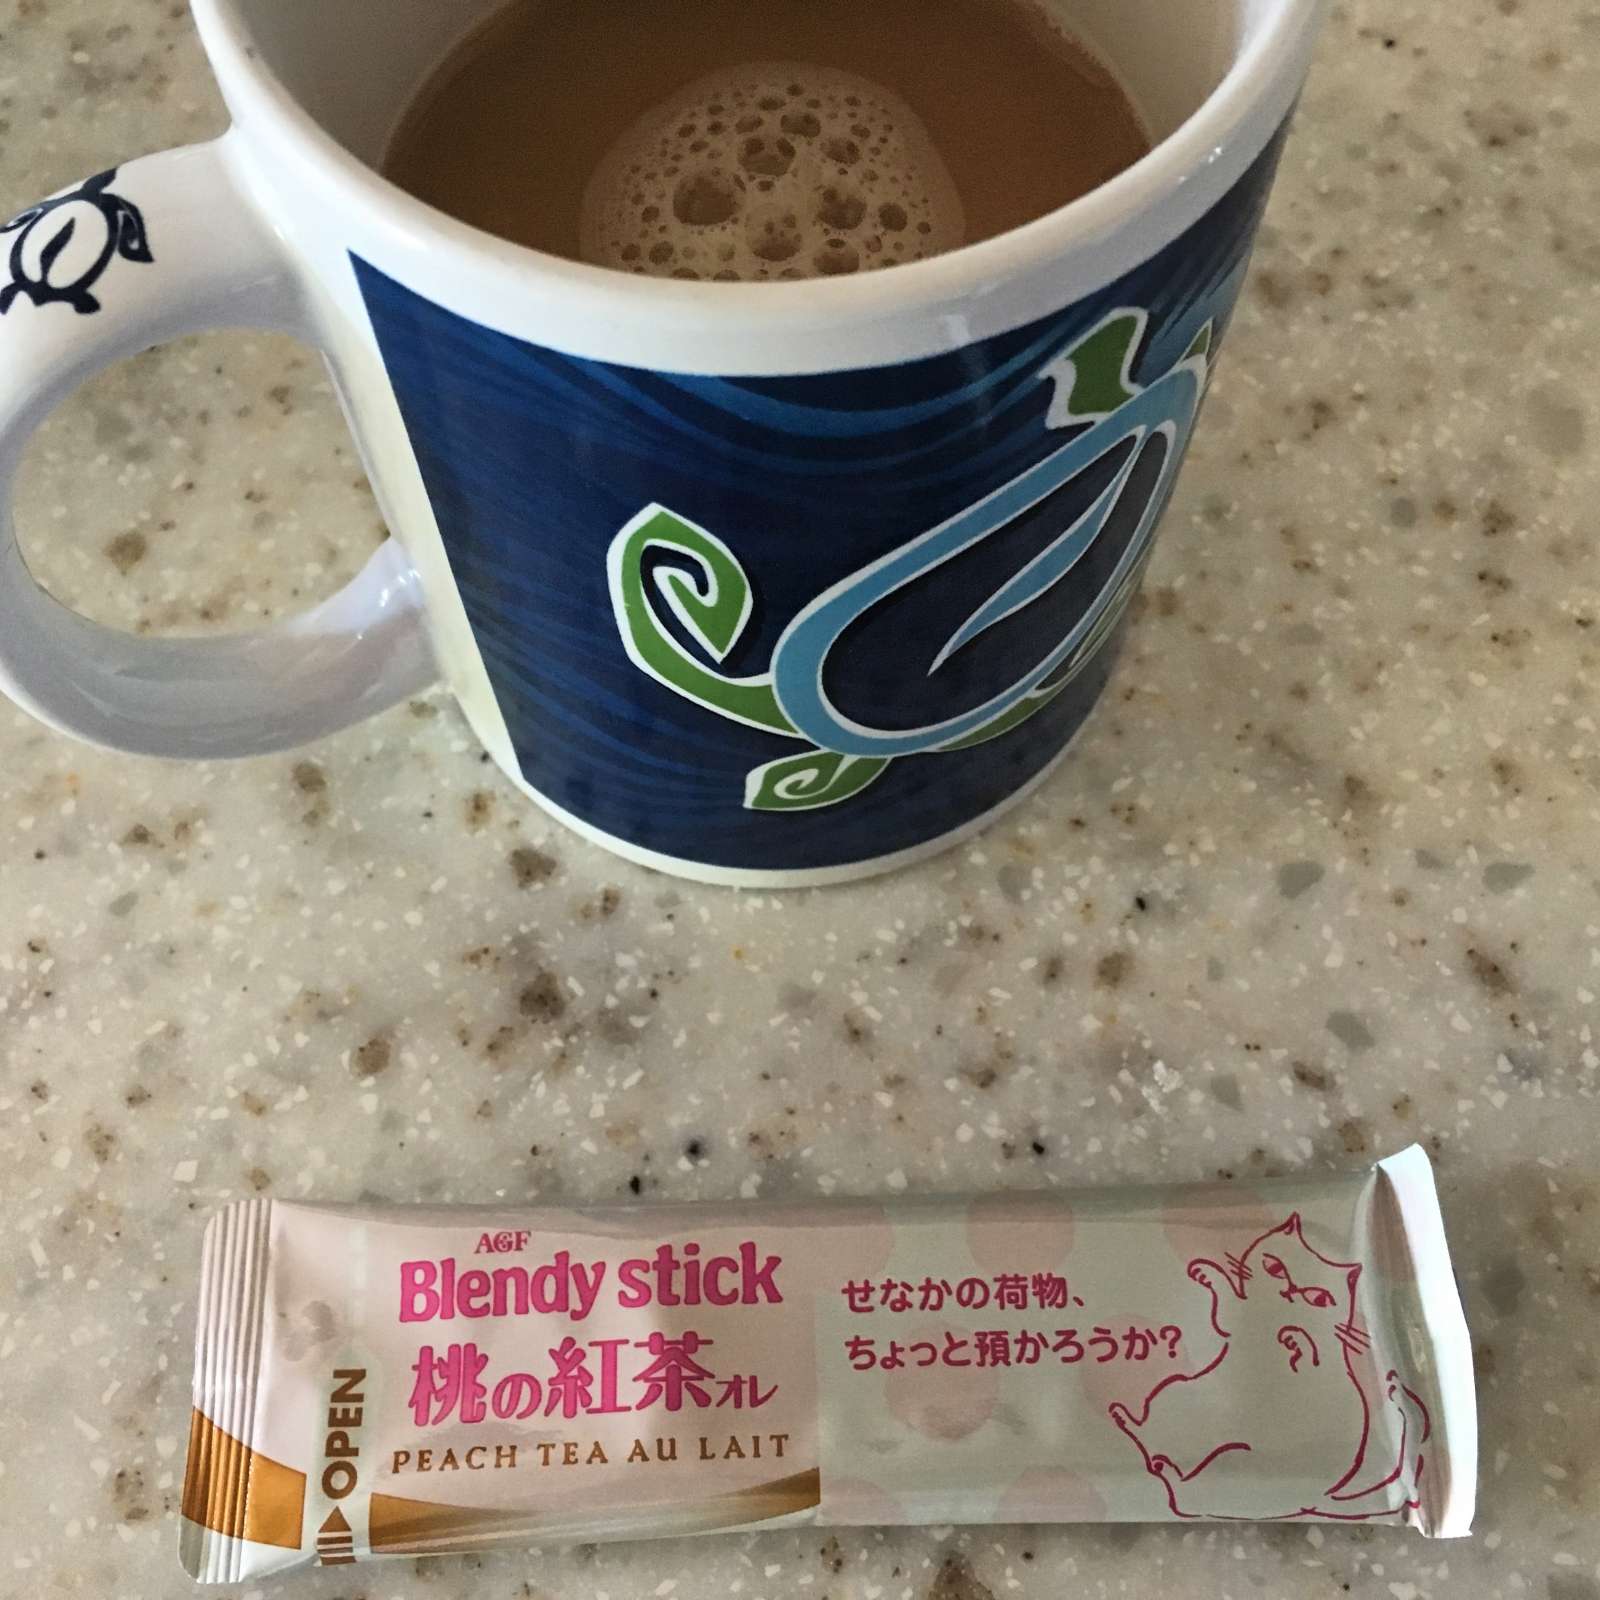 AGF
Blendy stick
桃の紅茶オレ
PEACH TEA AU LAIT
OPEN
せなかの荷物、
ちょっと預かろうか?